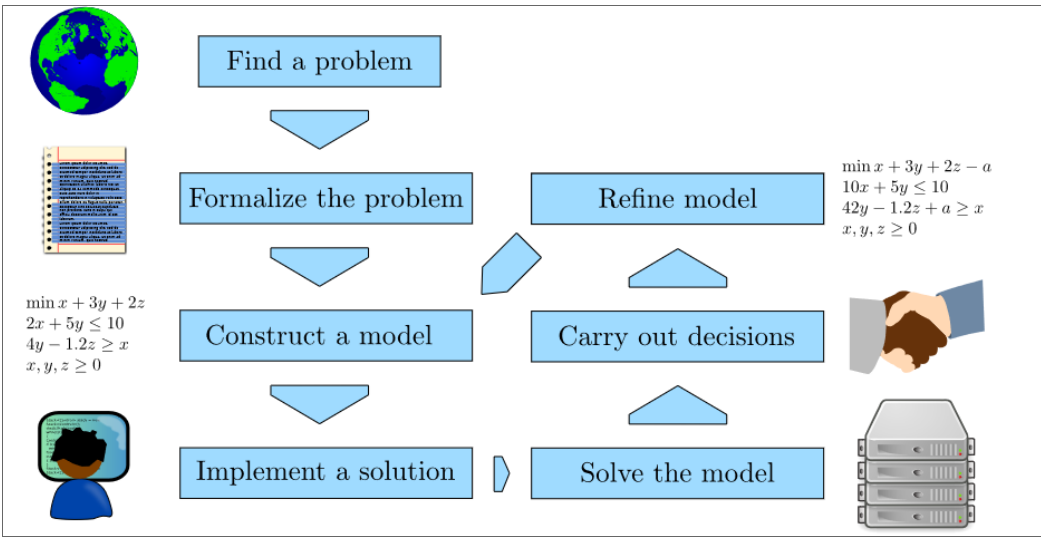 Find a problem
Formalize the problem
Refine model
min x + 3y + 2z − a
10x + 5y ≤ 10
42y − 1.2z + a ≥ x
x, y, z ≥ 0
min x + 3y + 2z
2x + 5y ≤ 10
4y − 1.2z ≥ x
x, y, z ≥ 0
Construct a model
Carry out decisions
Implement a solution
Solve the model